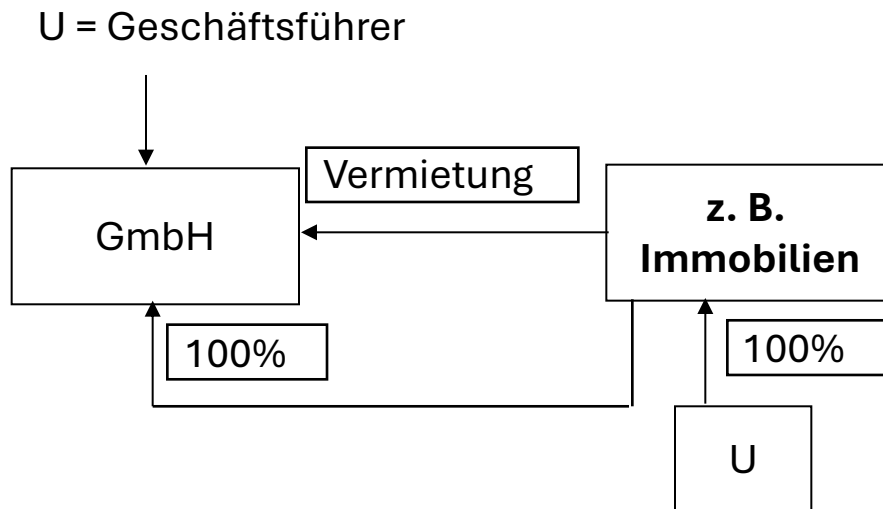 U = Geschäftsführer
Vermietung
GmbH
z. B.
Immobilien
100%
100%
U